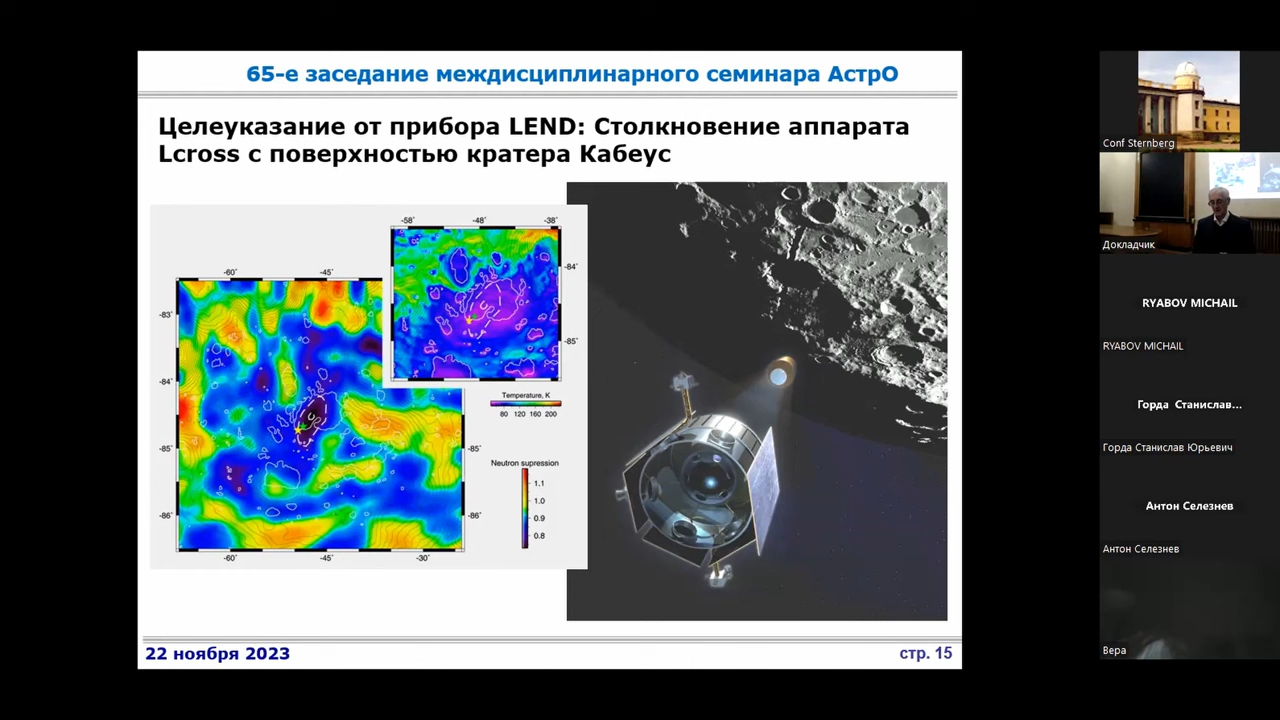 65-е заседание междисциплинарного семинара АстрО
Целеуказание от прибора LEND: Столкновение аппарата
Lcross с поверхностью кратера Кабеус
-58˚ -48˚ -38˚
-84˚
-85˚
Temperature, K
80 120 160 200
-60˚ -45˚
-83˚
-84˚
-85˚ -85˚
-86˚ -86˚
-60˚ -45˚ -30˚
Neutron supression
1.1
1.0
0.9
0.8
22 ноября 2023
стр. 15
Conf Sternberg
Докладчик
RYABOV MICHAIL
RYABOV MICHAIL
Горда Станислав...
Горда Станислав Юрьевич
Антон Селезнев
Антон Селезнев
Вера